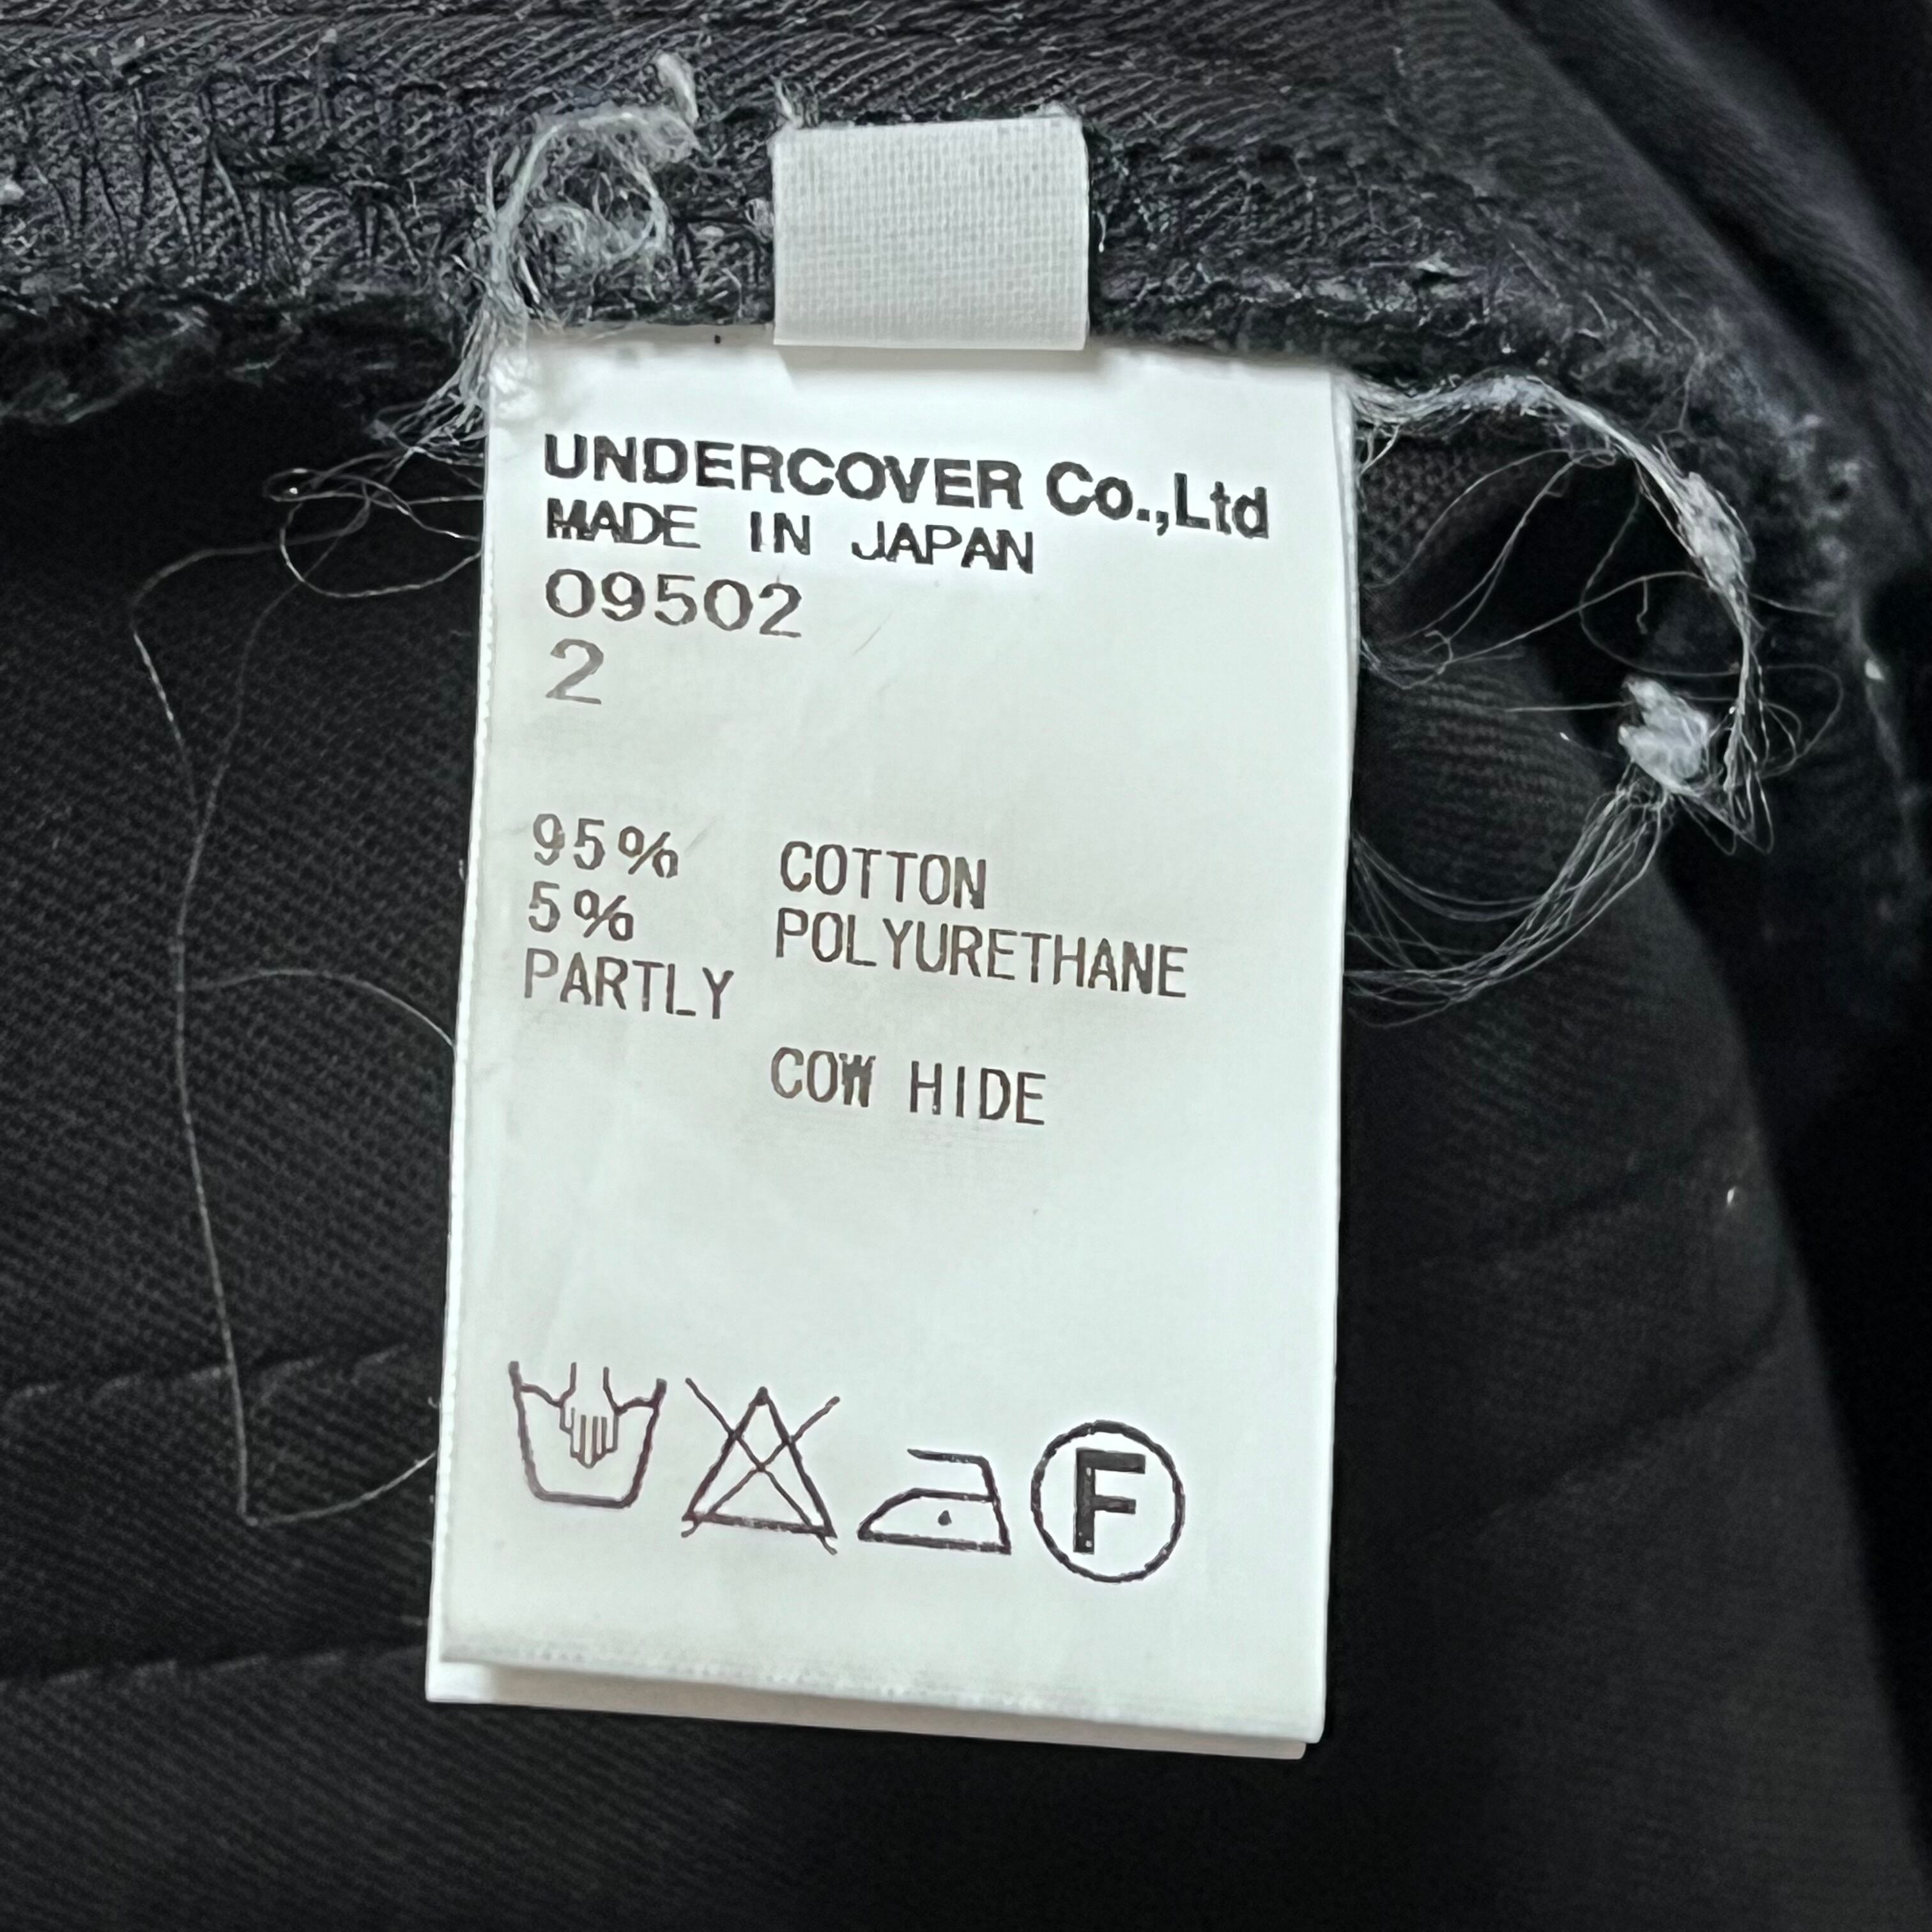 UNDERCOVER Co.,Ltd
MADE IN JAPAN
09502
2
95% COTTON
5% POLYURETHANE
PARTLY
COW HIDE
F